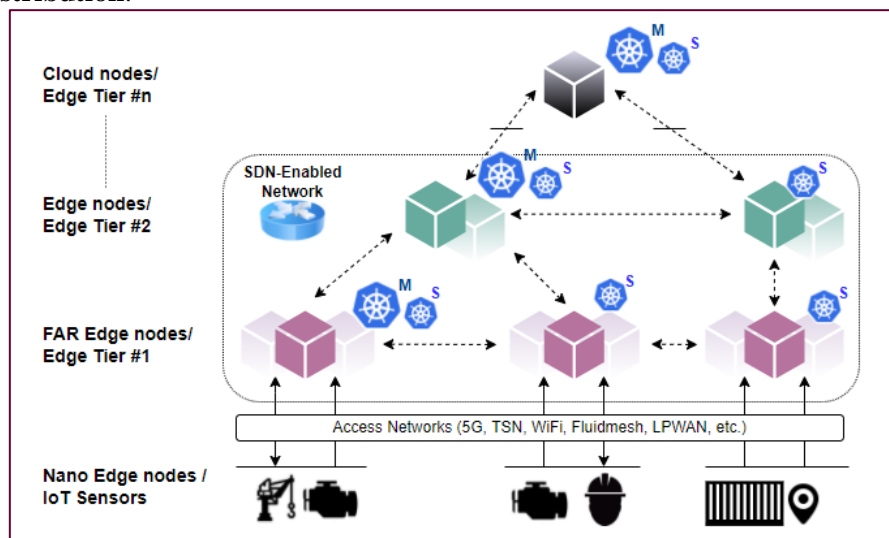 Cloud nodes/
Edge Tier #n
M
S
SDN-Enabled
Network
M
S
S
Edge nodes/
Edge Tier #2
M
S
S
S
FAR Edge nodes/
Edge Tier #1
Access Networks (5G, TSN, WiFi, Fluidmesh, LPWAN, etc.)
Nano Edge nodes /
IoT Sensors